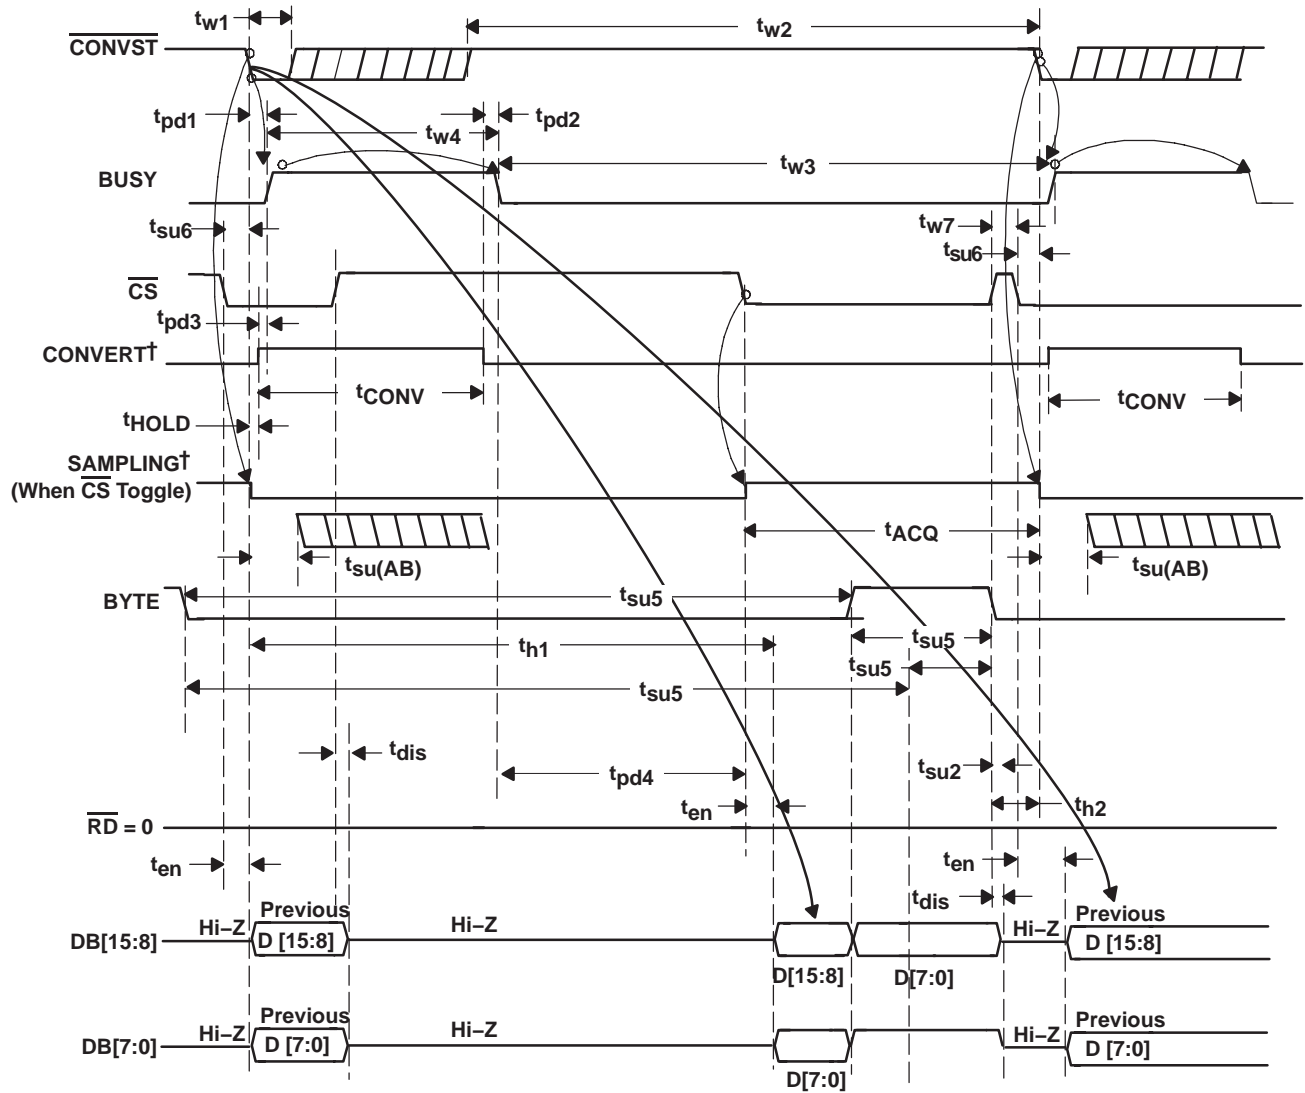 tw1
CONVST
tw2
tpd1
tw4
tpd2
BUSY
tw3
tsu6
tw7
tsu6
CS
tpd3
CONVERT†
tCONV
tCONV
tHOLD
SAMPLING†
(When CS Toggle)
tACQ
tsu(AB)
tsu(AB)
BYTE
tsu5
th1
tsu5
tsu5
tsu5
tdis
tpd4
tsu2
ten
th2
RD = 0
ten
ten
tdis
DB[15:8]
Hi–Z
Previous
D [15:8]
Hi–Z
D[15:8]
D[7:0]
Hi–Z
Previous
D [15:8]
DB[7:0]
Hi–Z
Previous
D [7:0]
Hi–Z
D[7:0]
Hi–Z
Previous
D [7:0]